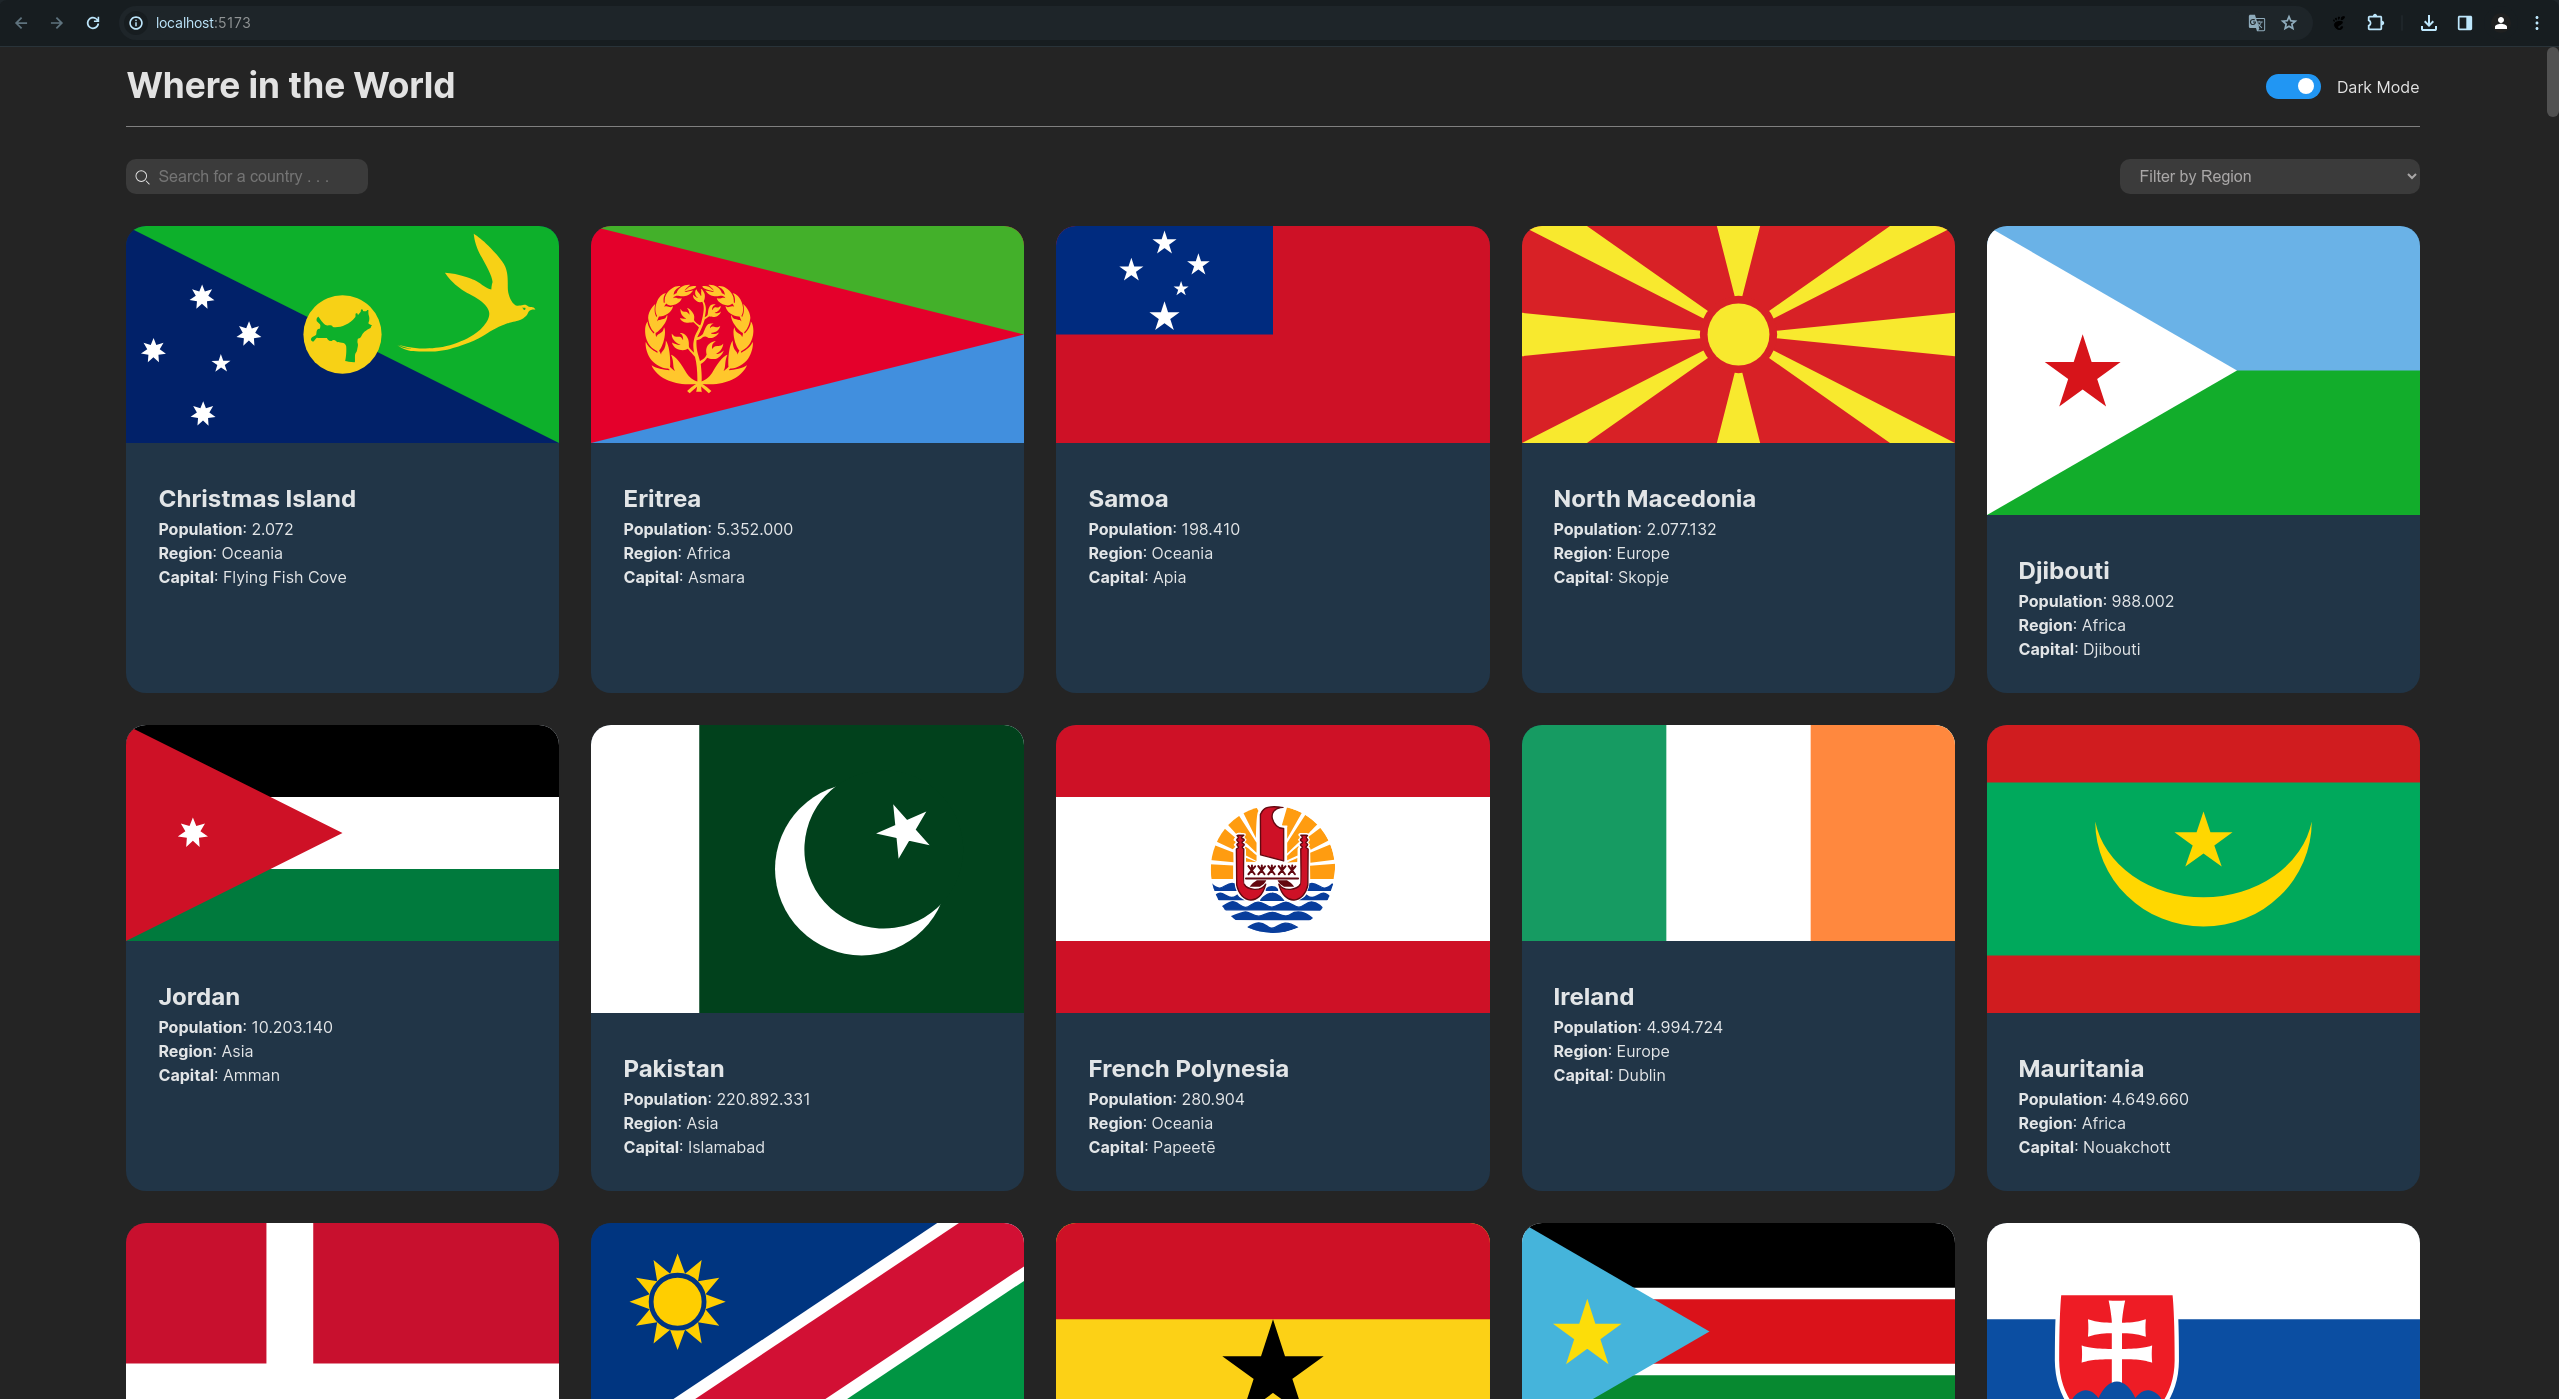 localhost:5173
Where in the World
Dark Mode
Search for a country . . .
Filter by Region
Christmas Island
Population: 2.072
Region: Oceania
Capital: Flying Fish Cove
Eritrea
Population: 5.352.000
Region: Africa
Capital: Asmara
Samoa
Population: 198.410
Region: Oceania
Capital: Apia
North Macedonia
Population: 2.077.132
Region: Europe
Capital: Skopje
Djibouti
Population: 988.002
Region: Africa
Capital: Djibouti
Jordan
Population: 10.203.140
Region: Asia
Capital: Amman
Pakistan
Population: 220.892.331
Region: Asia
Capital: Islamabad
French Polynesia
Population: 280.904
Region: Oceania
Capital: Papeetē
Ireland
Population: 4.994.724
Region: Europe
Capital: Dublin
Mauritania
Population: 4.649.660
Region: Africa
Capital: Nouakchott